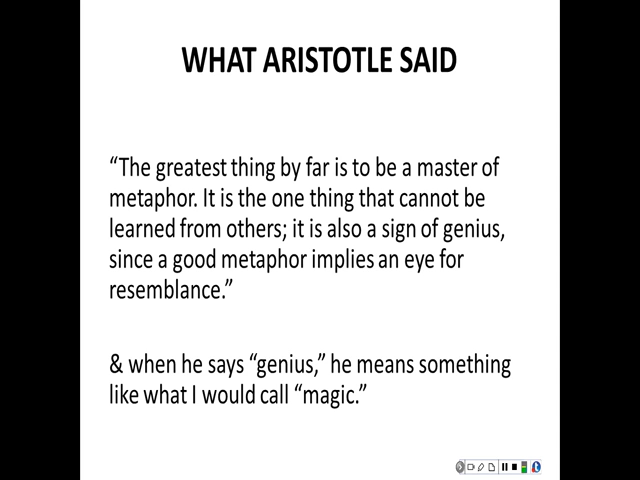 WHAT ARISTOTLE SAID
“The greatest thing by far is to be a master of
metaphor. It is the one thing that cannot be
learned from others; it is also a sign of genius,
since a good metaphor implies an eye for
resemblance.”
& when he says “genius,” he means something
like what I would call “magic.”